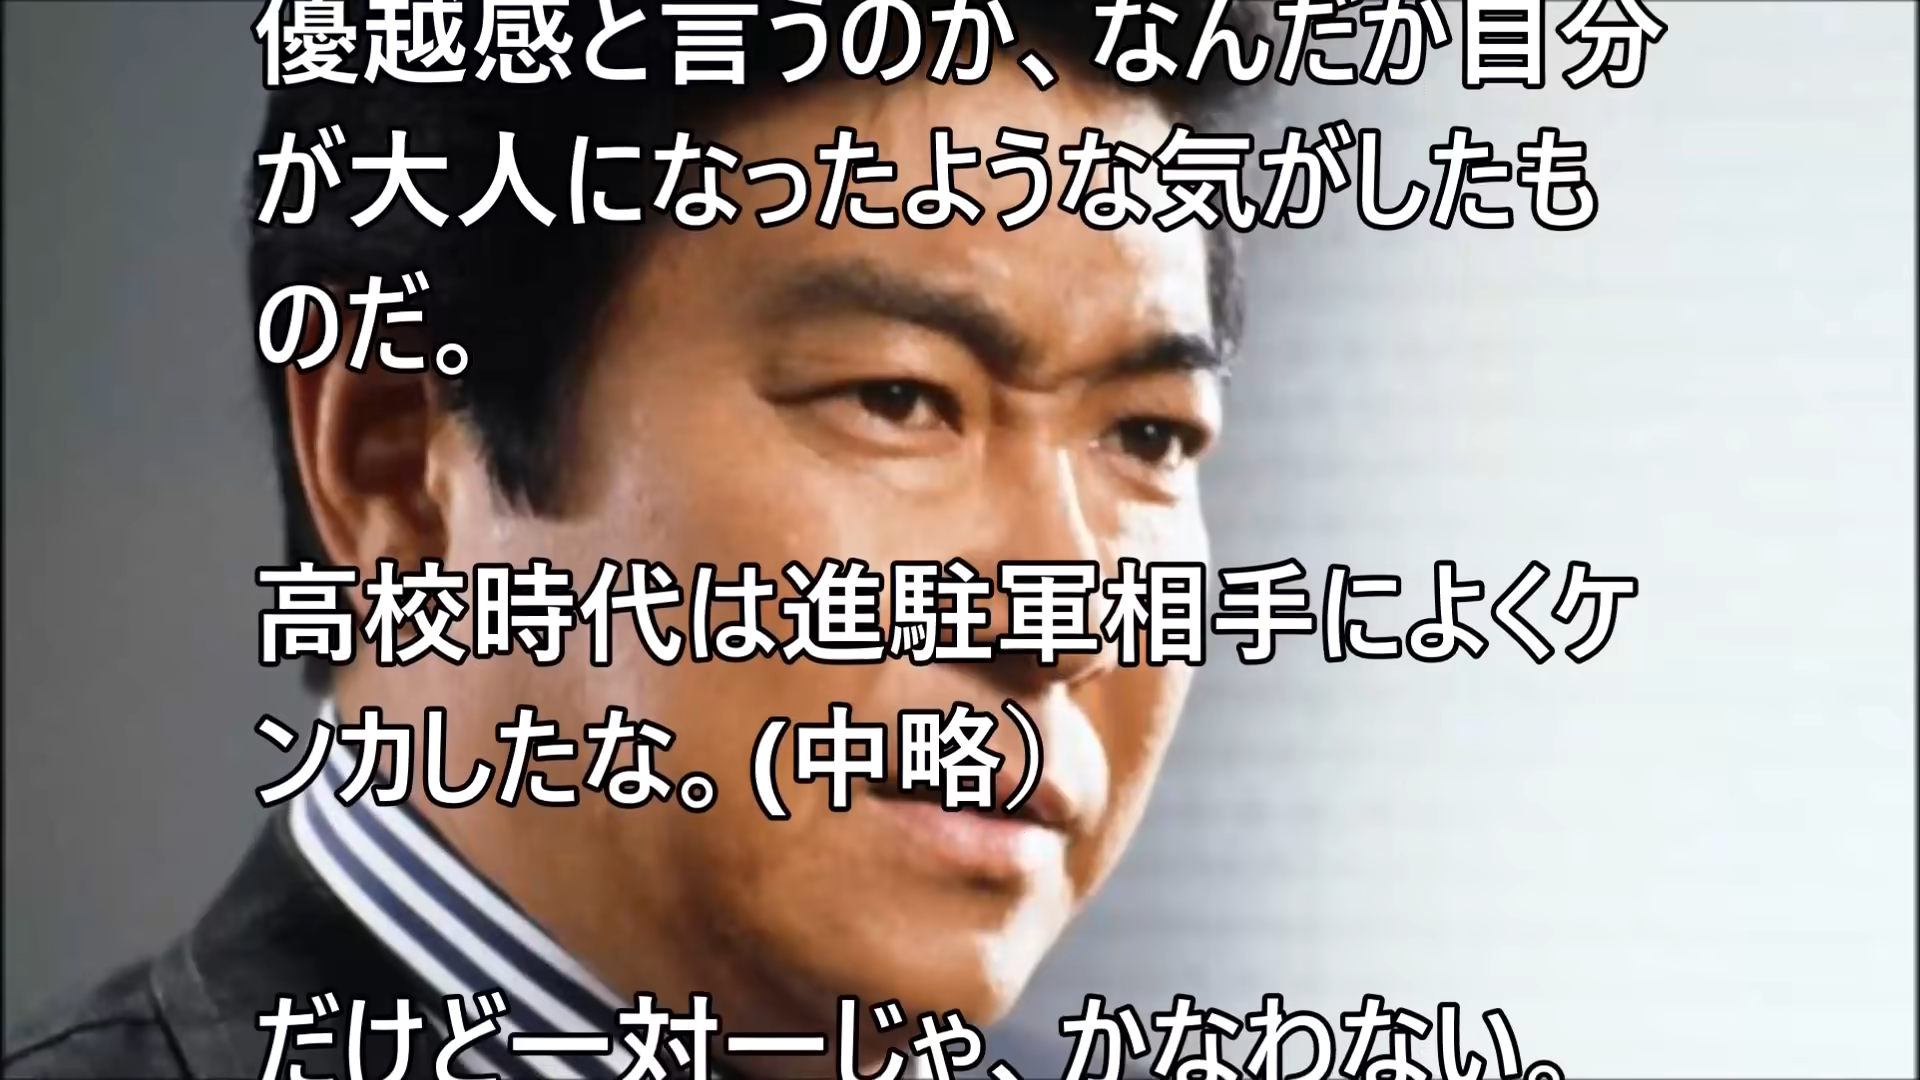 優越感と言うのか、なんだか自分
が大人になったような気がしたも
のだ。
高校時代は進駐軍相手によくケ
ンカしたな。(中略）
だけど一対一じゃ、かなわない。